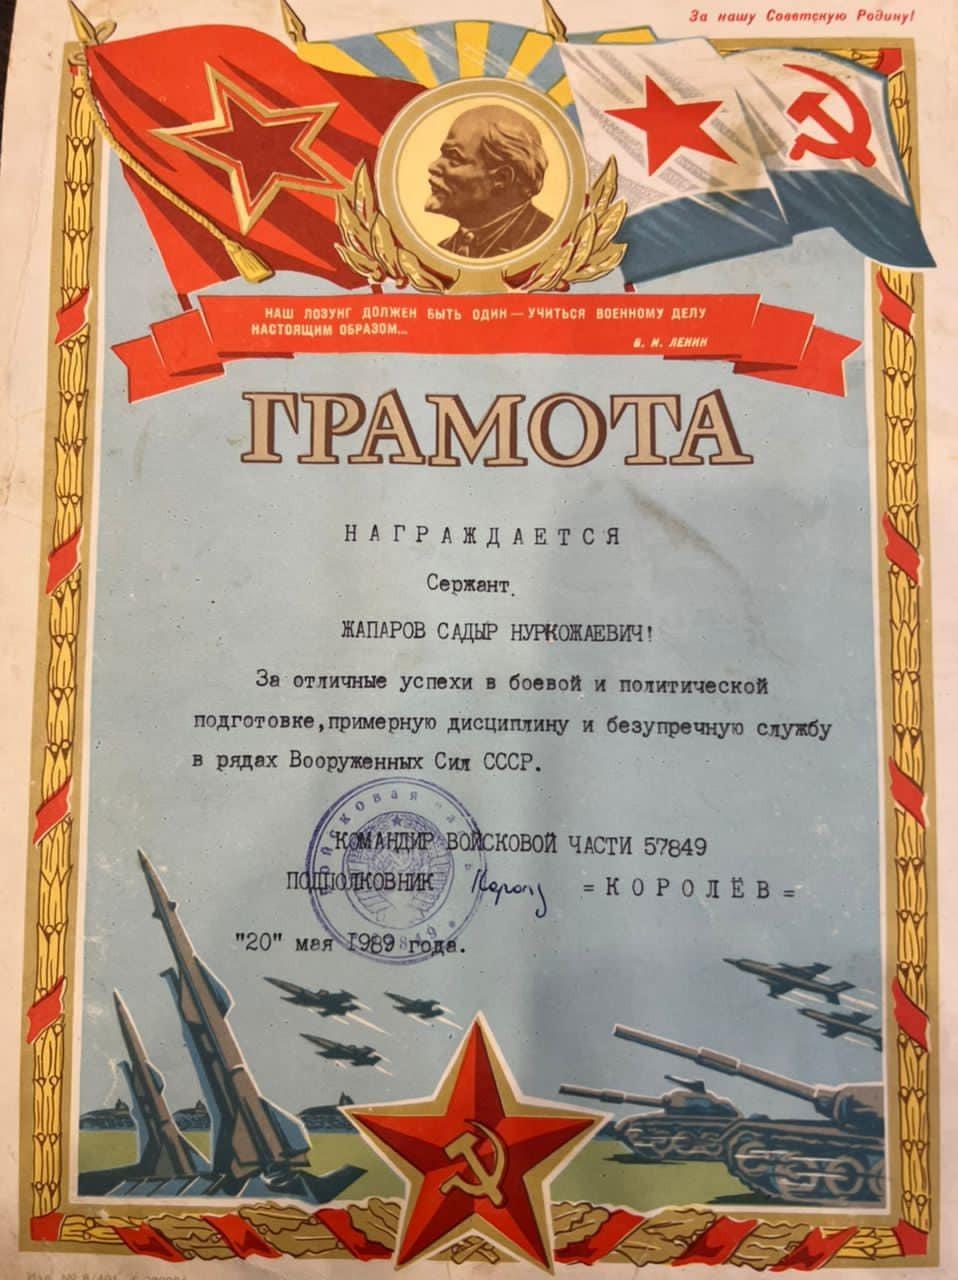 За нашу Советскую Родину!
НАШ ЛОЗУНГ ДОЛЖЕН БЫТЬ ОДИН — УЧИТЬСЯ ВОЕННОМУ ДЕЛУ
НАСТОЯЩИМ ОБРАЗОМ...
В. И. ЛЕНИН
ГРАМОТА
НАГРАЖДАЕТСЯ
Сержант.
ЖАПАРОВ САДЫР НУРКОЖАЕВИЧ!
За отличные успехи в боевой и политической
подготовке,примерную дисциплину и безупречную службу
в рядах Вооруженных Сил СССР.
войсковая
КОМАНДИР ВОЙСКОВОЙ ЧАСТИ 57849
ПОДПОЛКОВНИК =КОРОЛЁВ=
"20" мая 1989 года.